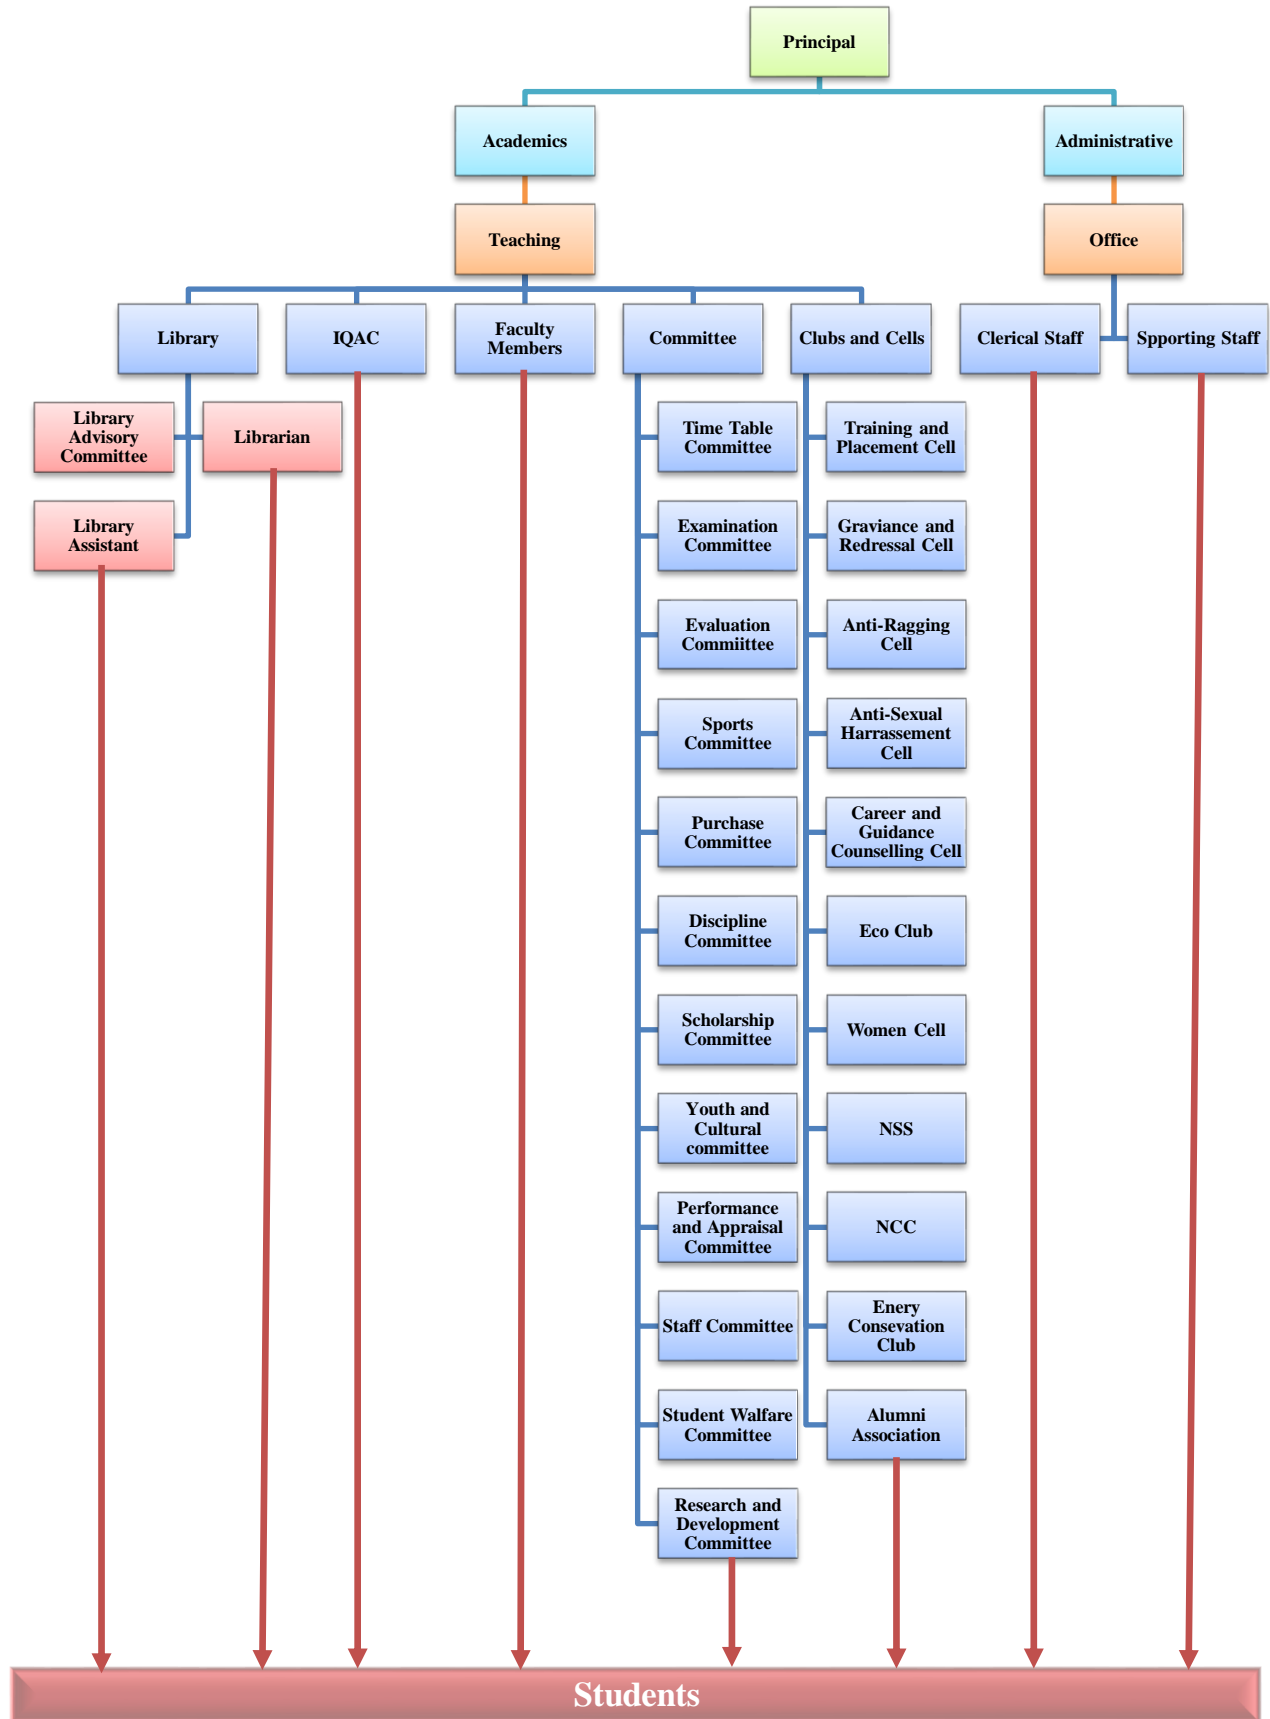 Principal
Academics
Administrative
Teaching
Office
Library
IQAC
Faculty
Members
Committee
Clubs and Cells
Clerical Staff
Spporting Staff
Library
Advisory
Committee
Librarian
Library
Assistant
Time Table
Committee
Examination
Committee
Evaluation
Commiittee
Sports
Committee
Purchase
Committee
Discipline
Committee
Scholarship
Committee
Youth and
Cultural
committee
Performance
and Appraisal
Committee
Staff Committee
Student Walfare
Committee
Research and
Development
Committee
Training and
Placement Cell
Graviance and
Redressal Cell
Anti-Ragging
Cell
Anti-Sexual
Harrassement
Cell
Career and
Guidance
Counselling Cell
Eco Club
Women Cell
NSS
NCC
Enery
Consevation
Club
Alumni
Association
Students